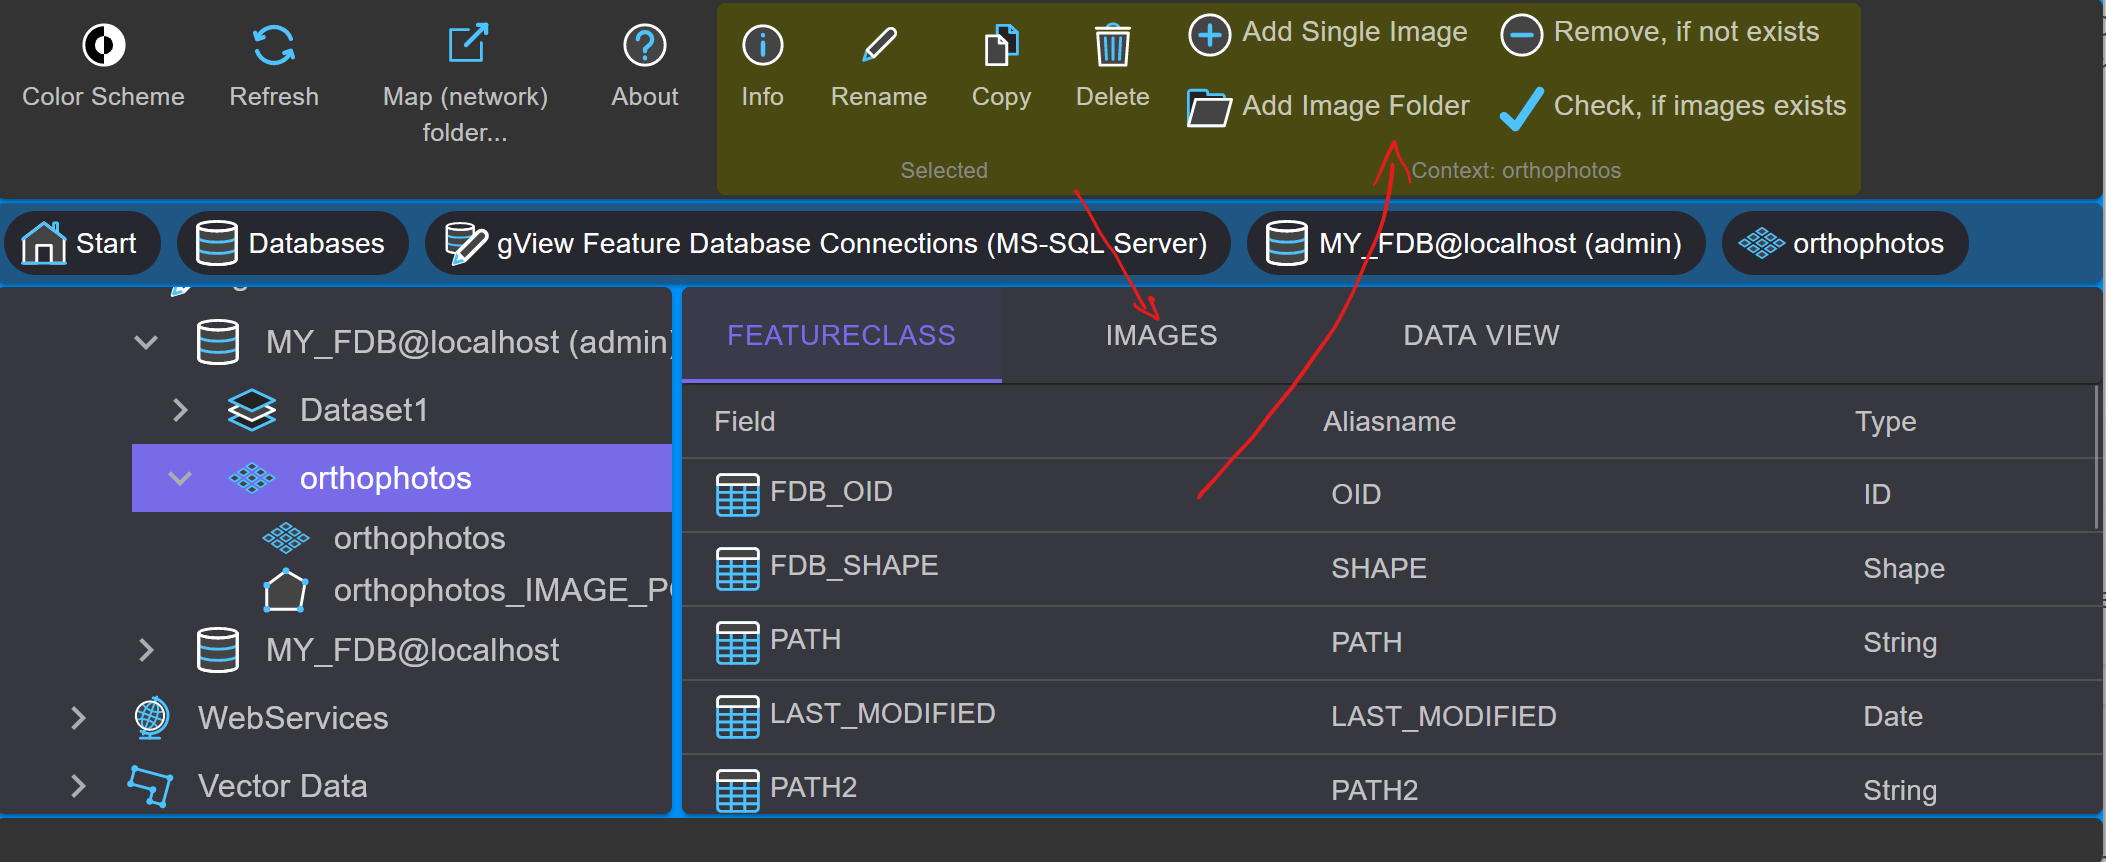 Color Scheme
Refresh
Map (network)
folder...
About
Info
Rename
Copy
Delete
Add Single Image
Add Image Folder
Remove, if not exists
Check, if images exists
Selected
Context: orthophotos
Start
Databases
gView Feature Database Connections (MS-SQL Server)
MY_FDB@localhost (admin)
orthophotos
MY_FDB@localhost (admin)
Dataset1
orthophotos
orthophotos
orthophotos_IMAGE_P
MY_FDB@localhost
WebServices
Vector Data
FEATURECLASS
IMAGES
DATA VIEW
Field Aliasname Type
FDB_OID OID ID
FDB_SHAPE SHAPE Shape
PATH PATH String
LAST_MODIFIED LAST_MODIFIED Date
PATH2 PATH2 String